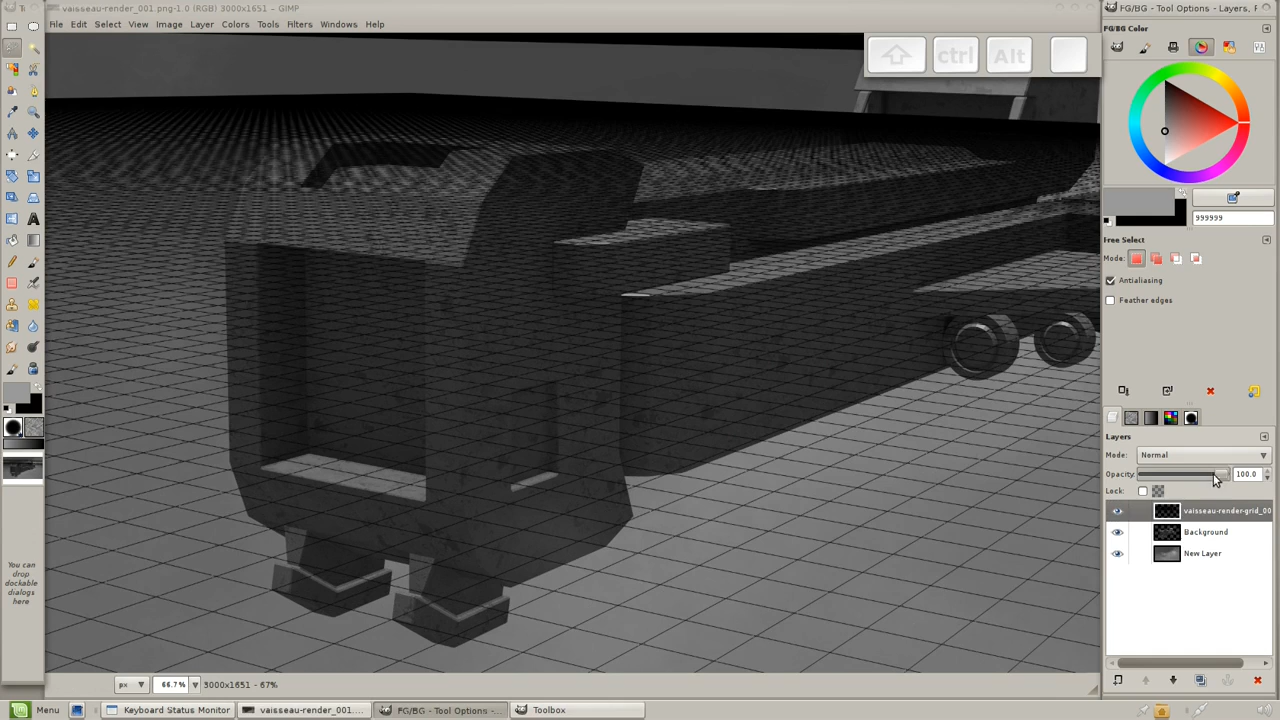 vaisseau-render_001 png-1.0 (RGB) 3000x1651 – GIMP
FG/BG - Tool Options - Layers, F
File Edit Select View Image Layer Colors Tools Filters Windows Help
FG/BG Color
ctrl Alt
999999
Free Select
Mode:
Antialiasing
Feather edges
Layers
Mode: Normal
Opacity: 100.0
Lock:
vaisseau-render-grid_00
Background
New Layer
You can
drop
dockable
dialogs
here
px 66.7% 3000x1651 - 67%
Menu Keyboard Status Monitor vaisseau-render_001.... FG/BG - Tool Options -... Toolbox